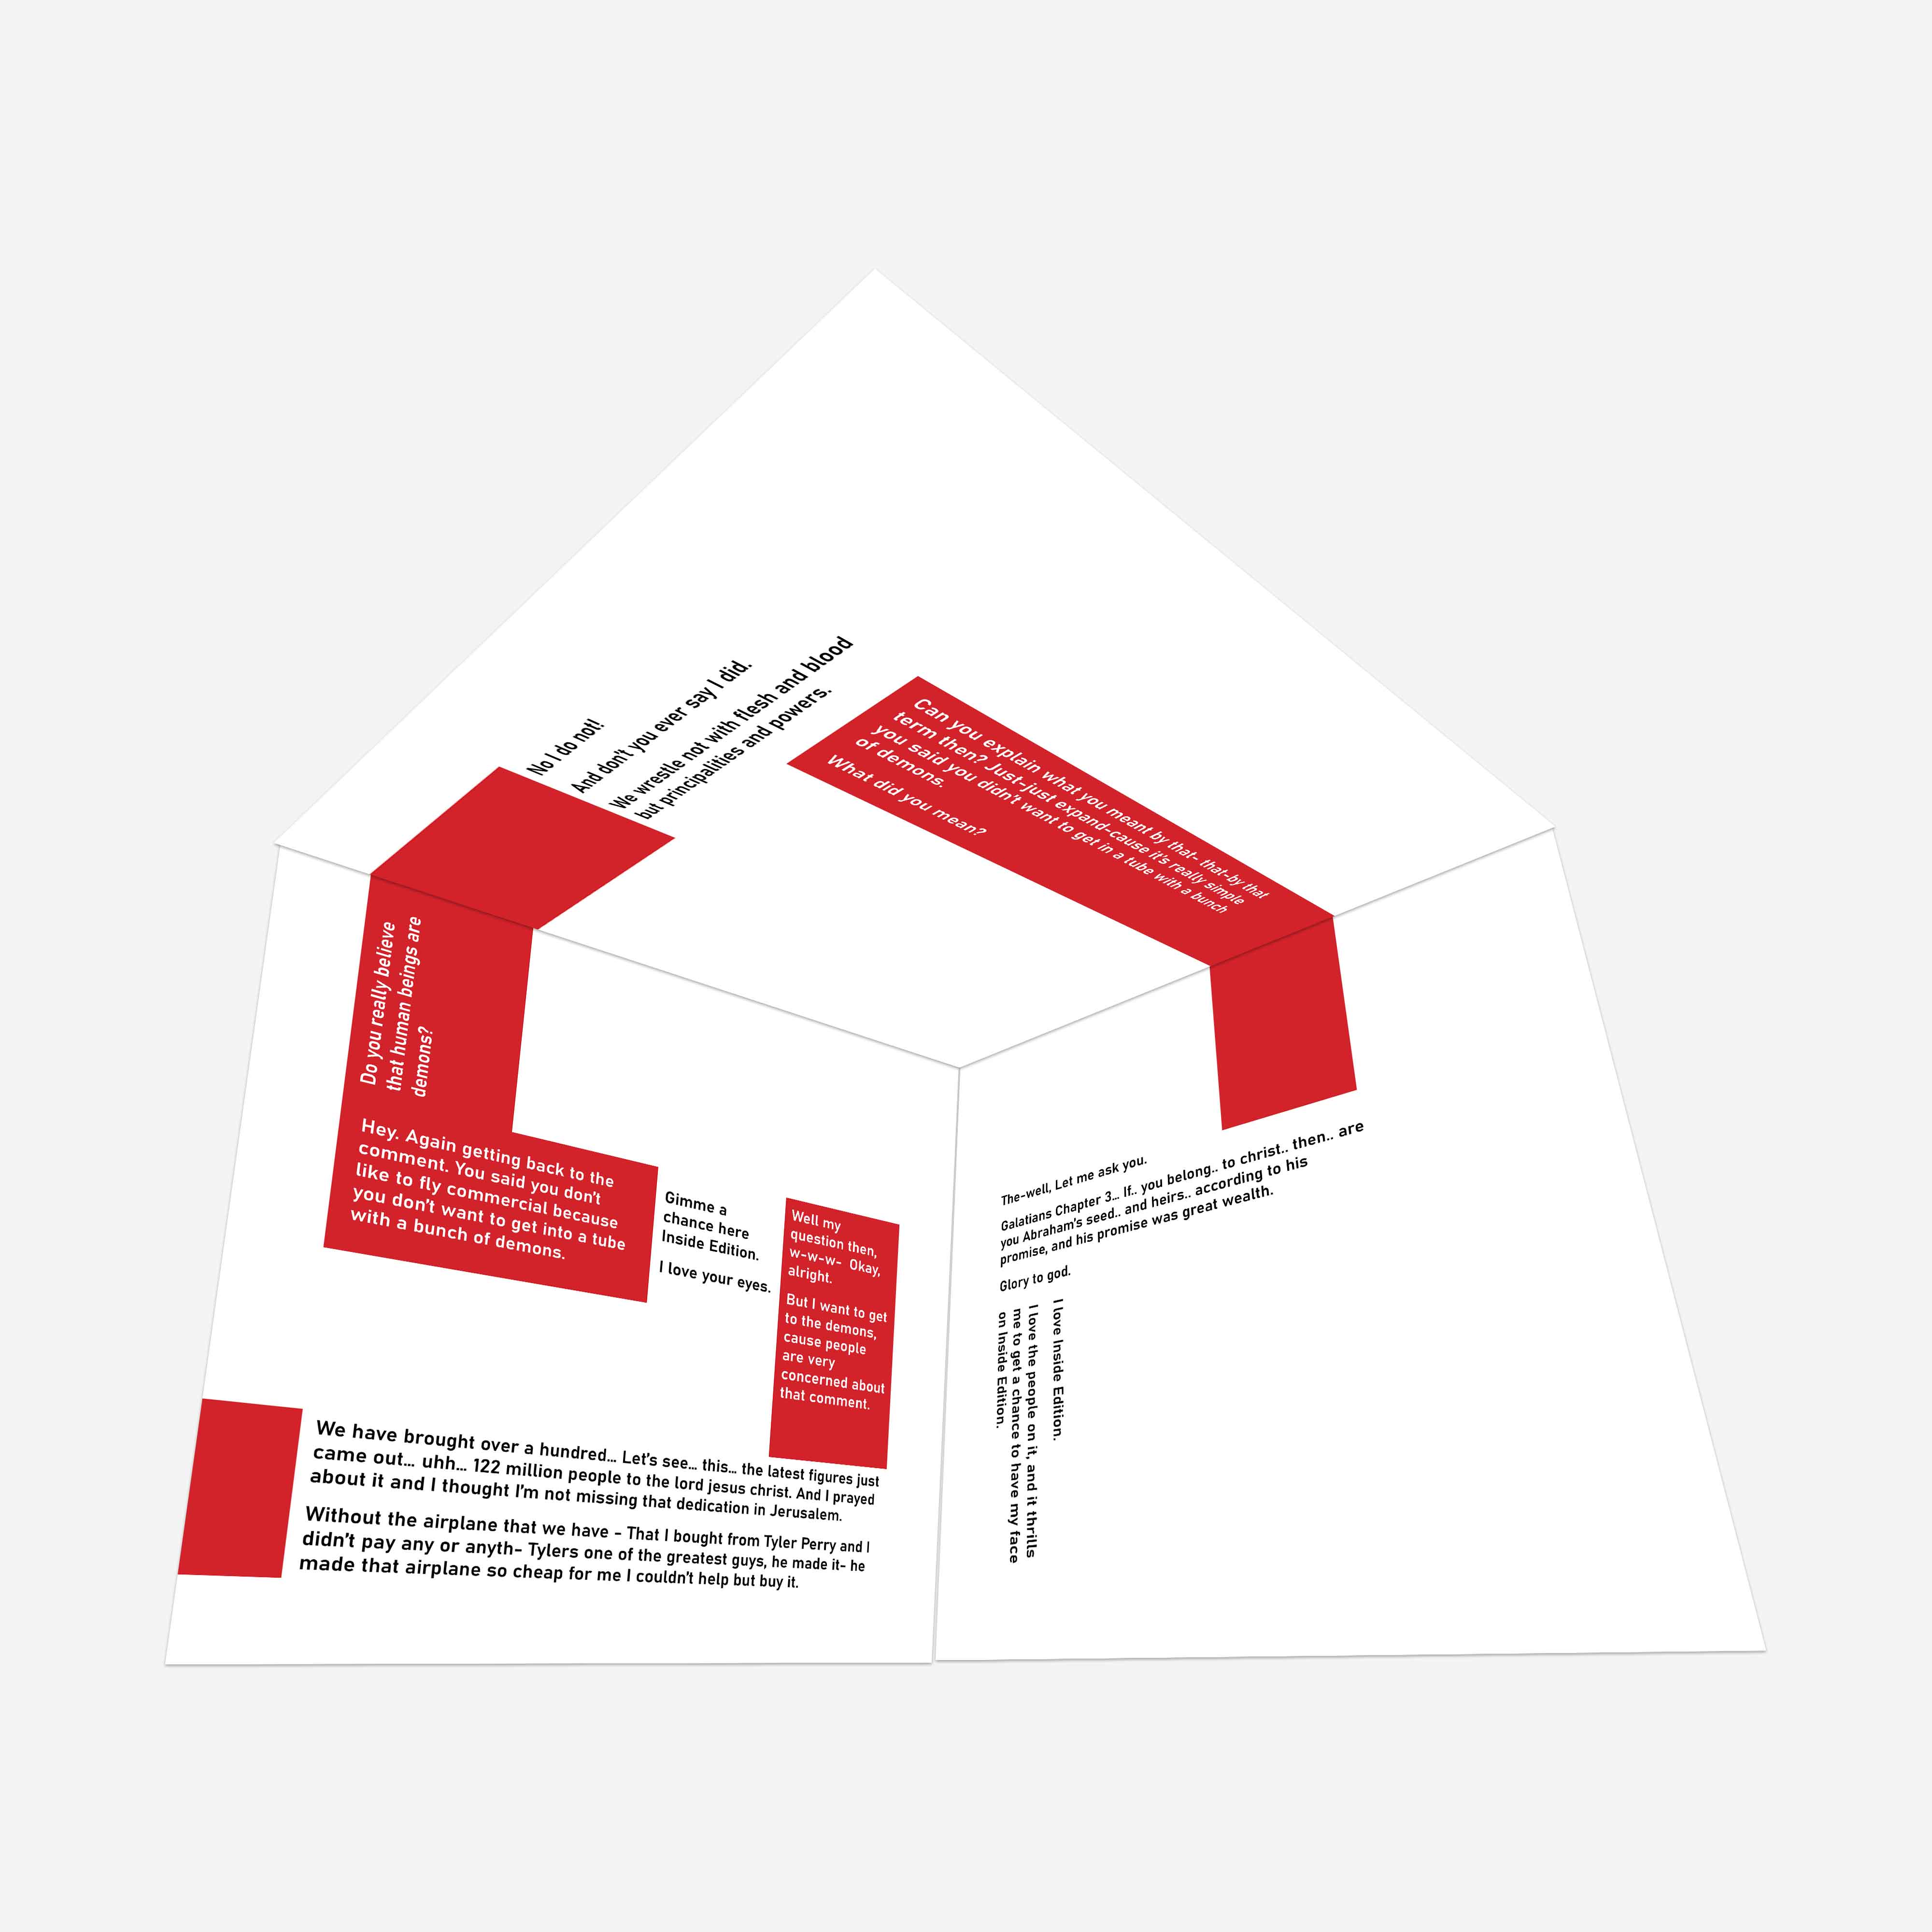 No I do not!
And don't you ever say I did.
We wrestle not with flesh and blood
but principalities and powers.
Can you explain what you meant by that- that-by that
term then? Just-just expand-cause it's really simple
you said you didn't want to get in a tube with a bunch
of demons.
What did you mean?
Do you really believe
that human beings are
demons?
Hey. Again getting back to the
comment. You said you don't
like to fly commercial because
you don't want to get into a tube
with a bunch of demons.
Gimme a
chance here
Inside Edition.
I love your eyes.
Well my
question then,
w-w-w-  Okay,
alright.
But I want to get
to the demons,
cause people
are very
concerned about
that comment.
We have brought over a hundred... Let's see... this... the latest figures just
came out... uhh... 122 million people to the lord jesus christ. And I prayed
about it and I thought I'm not missing that dedication in Jerusalem.
Without the airplane that we have - That I bought from Tyler Perry and I
didn't pay any or anyth- Tylers one of the greatest guys, he made it- he
made that airplane so cheap for me I couldn't help but buy it.
The-well, Let me ask you.
Galatians Chapter 3... If.. you belong.. to christ.. then.. are
you Abraham's seed.. and heirs.. according to his
promise, and his promise was great wealth.
Glory to god.
I love Inside Edition.
I love the people on it, and it thrills
me to get a chance to have my face
on Inside Edition.